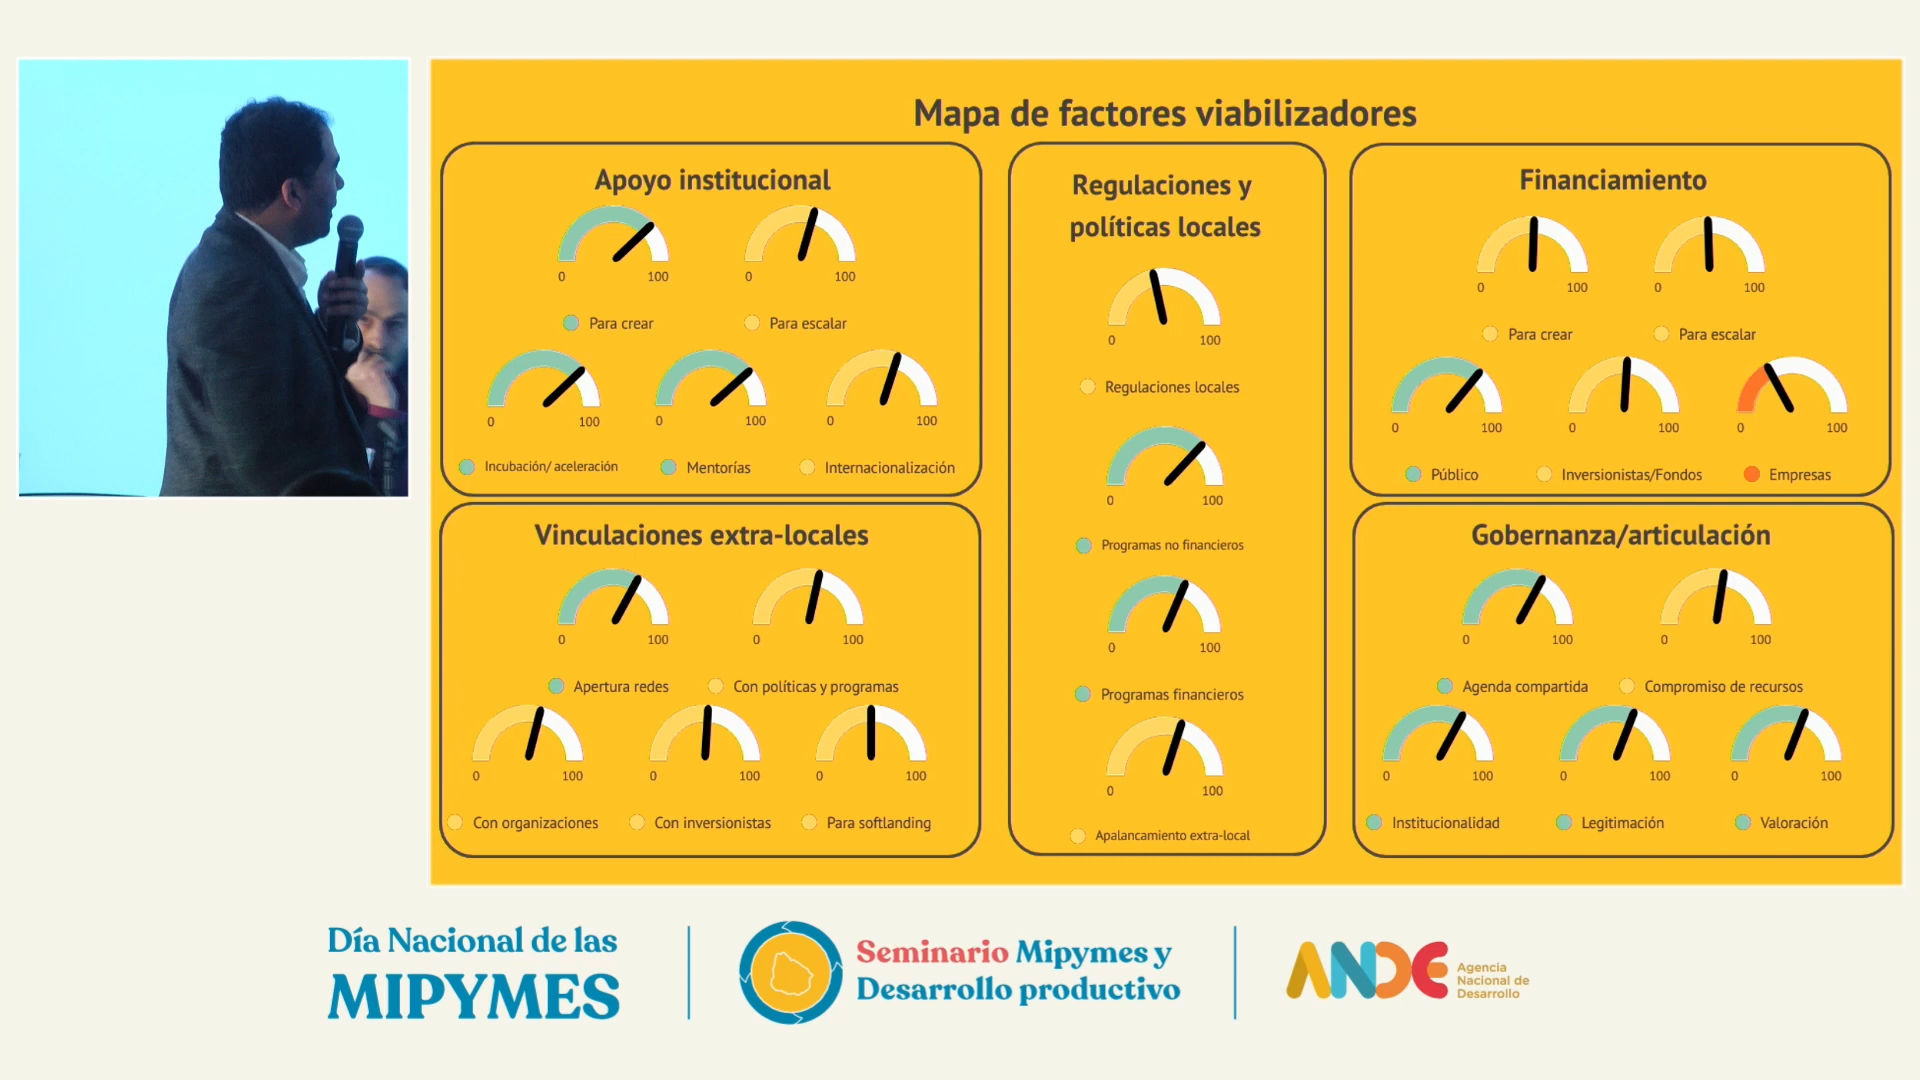 Mapa de factores viabilizadores
Apoyo institucional
0 100
0 100
Para crear
Para escalar
0 100
0 100
0 100
Incubación/ aceleración
Mentorías
Internacionalización
Vinculaciones extra-locales
0 100
0 100
Apertura redes
Con políticas y programas
0 100
0 100
0 100
Con organizaciones
Con inversionistas
Para softlanding
Regulaciones y
políticas locales
0 100
Regulaciones locales
0 100
Programas no financieros
0 100
Programas financieros
0 100
Apalancamiento extra-local
Financiamiento
0 100
0 100
Para crear
Para escalar
0 100
0 100
0 100
Público
Inversionistas/Fondos
Empresas
Gobernanza/articulación
0 100
0 100
Agenda compartida
Compromiso de recursos
0 100
0 100
0 100
Institucionalidad
Legitimación
Valoración
Día Nacional de las
MIPYMES
Seminario Mipymes y
Desarrollo productivo
ANDE
Agencia
Nacional de
Desarrollo